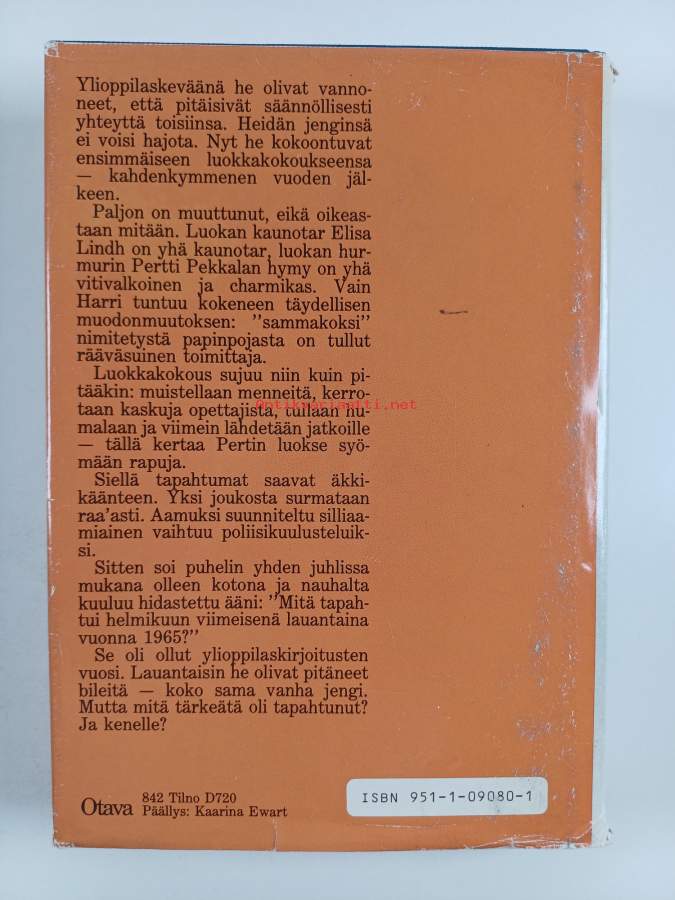 Ylioppilaskeväänä he olivat vanno-
neet, että pitäisivät säännöllisesti
yhteyttä toisiinsa. Heidän jenginsä
ei voisi hajota. Nyt he kokoontuvat
ensimmäiseen luokkakokoukseensa
— kahdenkymmenen vuoden jäl-
keen.
Paljon on muuttunut, eikä oikeas-
taan mitään. Luokan kaunotar Elisa
Lindh on yhä kaunotar, luokan hur-
murin Pertti Pekkalan hymy on yhä
vitivalkoinen ja charmikas. Vain
Harri tuntuu kokeneen täydellisen
muodonmuutoksen: "sammakoksi"
nimitetystä papinpojasta on tullut
rääväsuinen toimittaja.
Luokkakokous sujuu niin kuin pi-
tääkin: muistellaan menneitä, kerro-
taan kaskuja opettajista, tullaan hu-
malaan ja viimein lähdetään jatkoille
— tällä kertaa Pertin luokse syö-
mään rapuja.
Siellä tapahtumat saavat äkki-
käänteen. Yksi joukosta surmataan
raa'asti. Aamuksi suunniteltu silliaa-
miainen vaihtuu poliisikuulusteluik-
si.
Sitten soi puhelin yhden juhlissa
mukana olleen kotona ja nauhalta
kuuluu hidastettu ääni: "Mitä tapah-
tui helmikuun viimeisenä lauantaina
vuonna 1965?"
Se oli ollut ylioppilaskirjoitusten
vuosi. Lauantaisin he olivat pitäneet
bileitä — koko sama vanha jengi.
Mutta mitä tärkeätä oli tapahtunut?
Ja kenelle?
Antikvariaatti.net
Otava
842 Tilno D720
Päällys: Kaarina Ewart
ISBN 951-1-09080-1